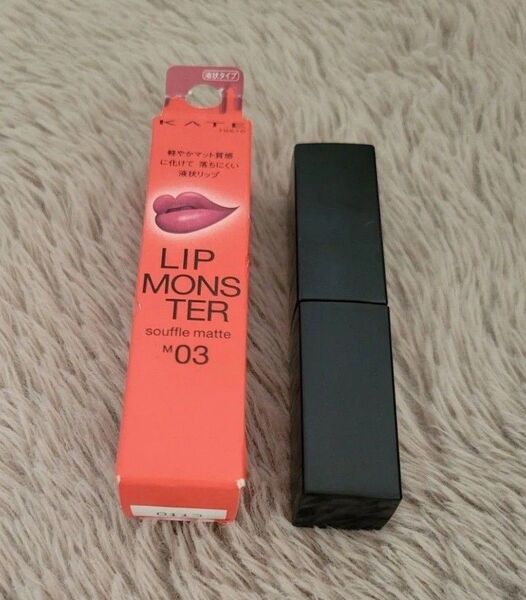 液状タイプ
KATE
TOKYO
軽やかマット質感
に化けて 落ちにくい
液状リップ
LIP
MONS
TER
souffle matte
M03